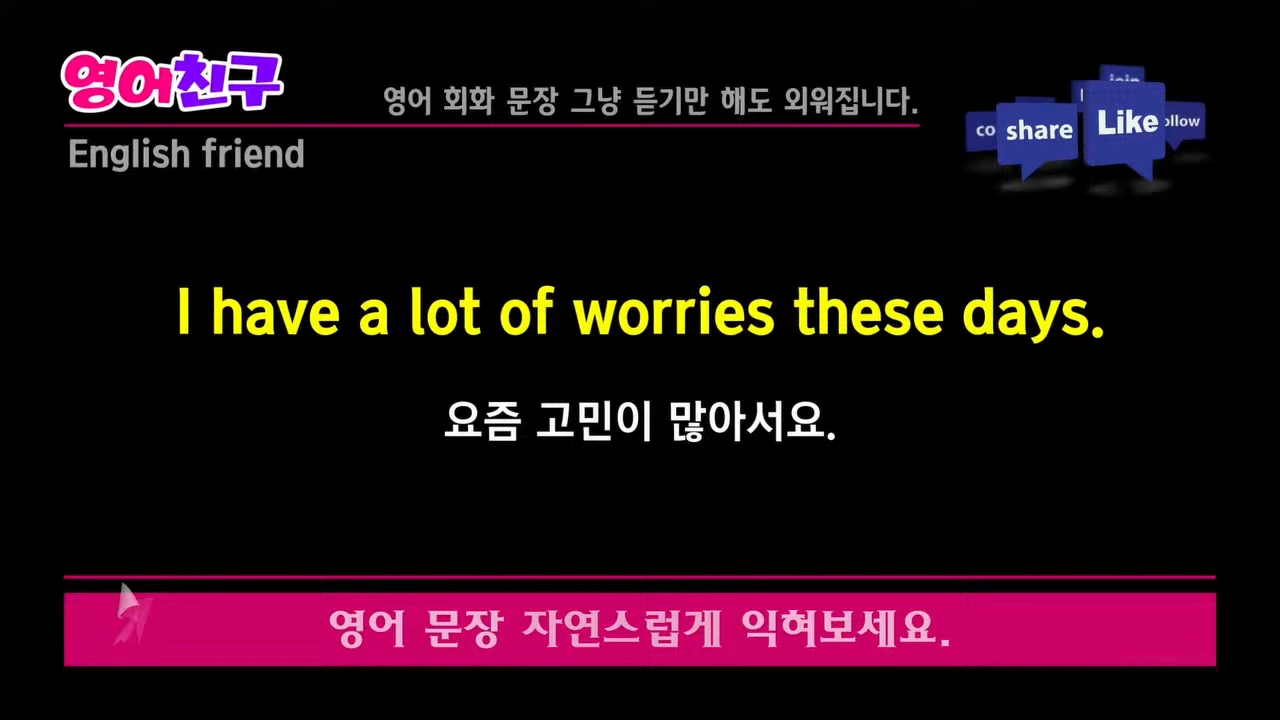 영어친구
영어 회화 문장 그냥 듣기만 해도 외워집니다.
English friend
join
co
share
Like
ollow
I have a lot of worries these days.
요즘 고민이 많아서요.
영어 문장 자연스럽게 익혀보세요.